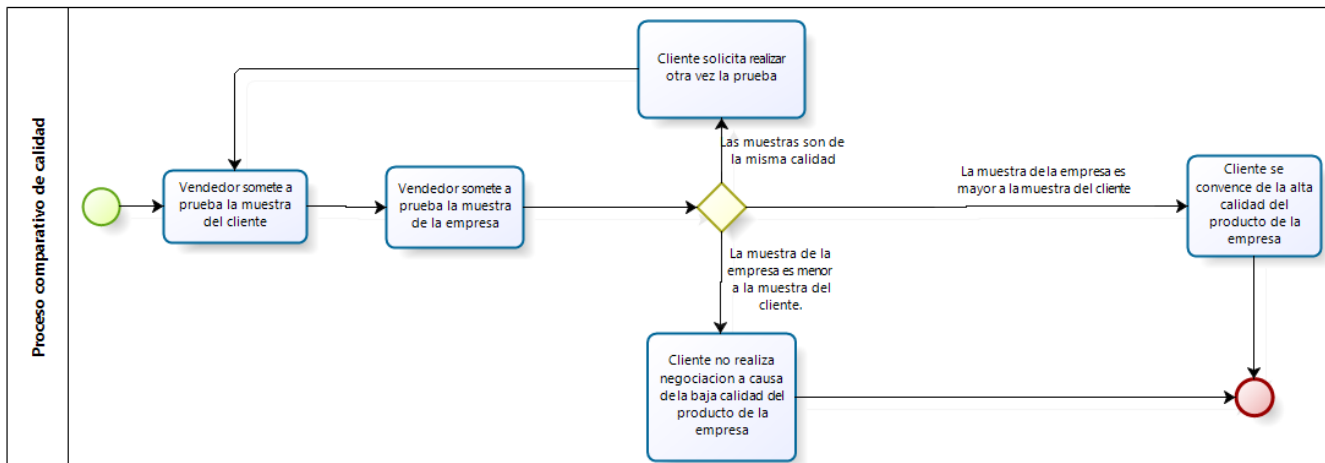 Proceso comparativo de calidad
Cliente solicita realizar
otra vez la prueba
Las muestras son de
la misma calidad
Vendedor somete a
prueba la muestra
del cliente
Vendedor somete a
prueba la muestra
de la empresa
La muestra de la empresa es
mayor a la muestra del cliente
Cliente se
convence de la alta
calidad del
producto de la
empresa
La muestra de la
empresa es menor
a la muestra del
cliente.
Cliente no realiza
negociacion a causa
de la baja calidad del
producto de la
empresa